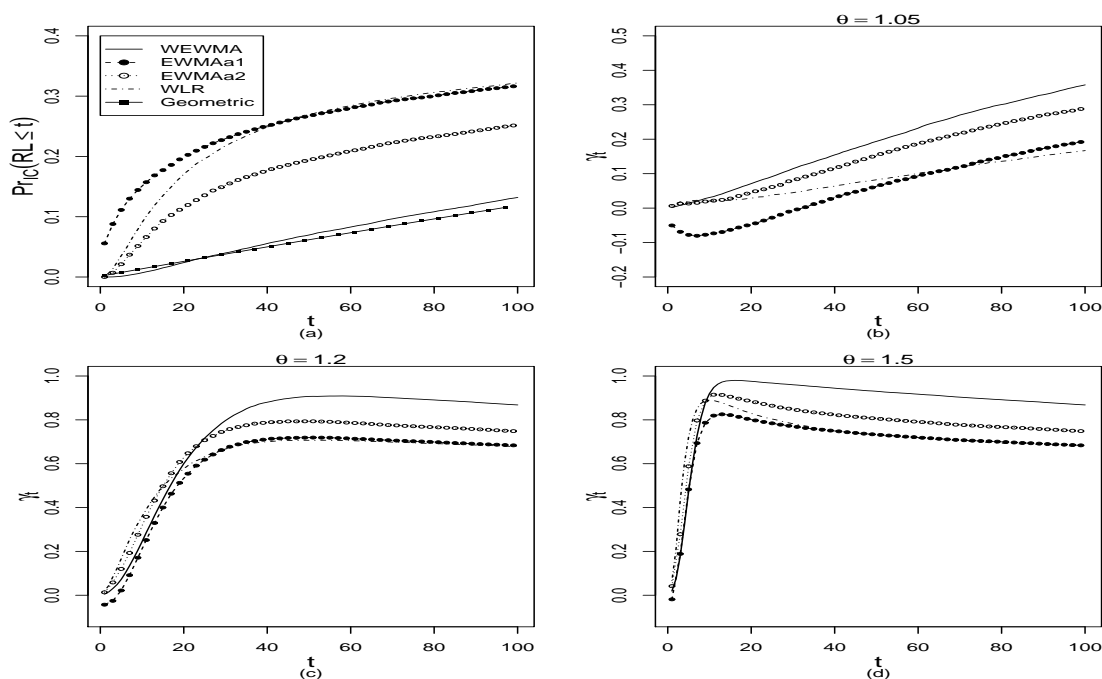 Pr_IC(RL ≤ t)
0.0 0.1 0.2 0.3 0.4
WEWMA
EWMAa1
EWMAa2
WLR
Geometric
0 20 40 60 80 100
t
(a)
θ = 1.05
γt
−0.2 −0.1 0.0 0.1 0.2 0.3 0.4 0.5
0 20 40 60 80 100
t
(b)
θ = 1.2
γt
0.0 0.2 0.4 0.6 0.8 1.0
0 20 40 60 80 100
t
(c)
θ = 1.5
γt
0.0 0.2 0.4 0.6 0.8 1.0
0 20 40 60 80 100
t
(d)